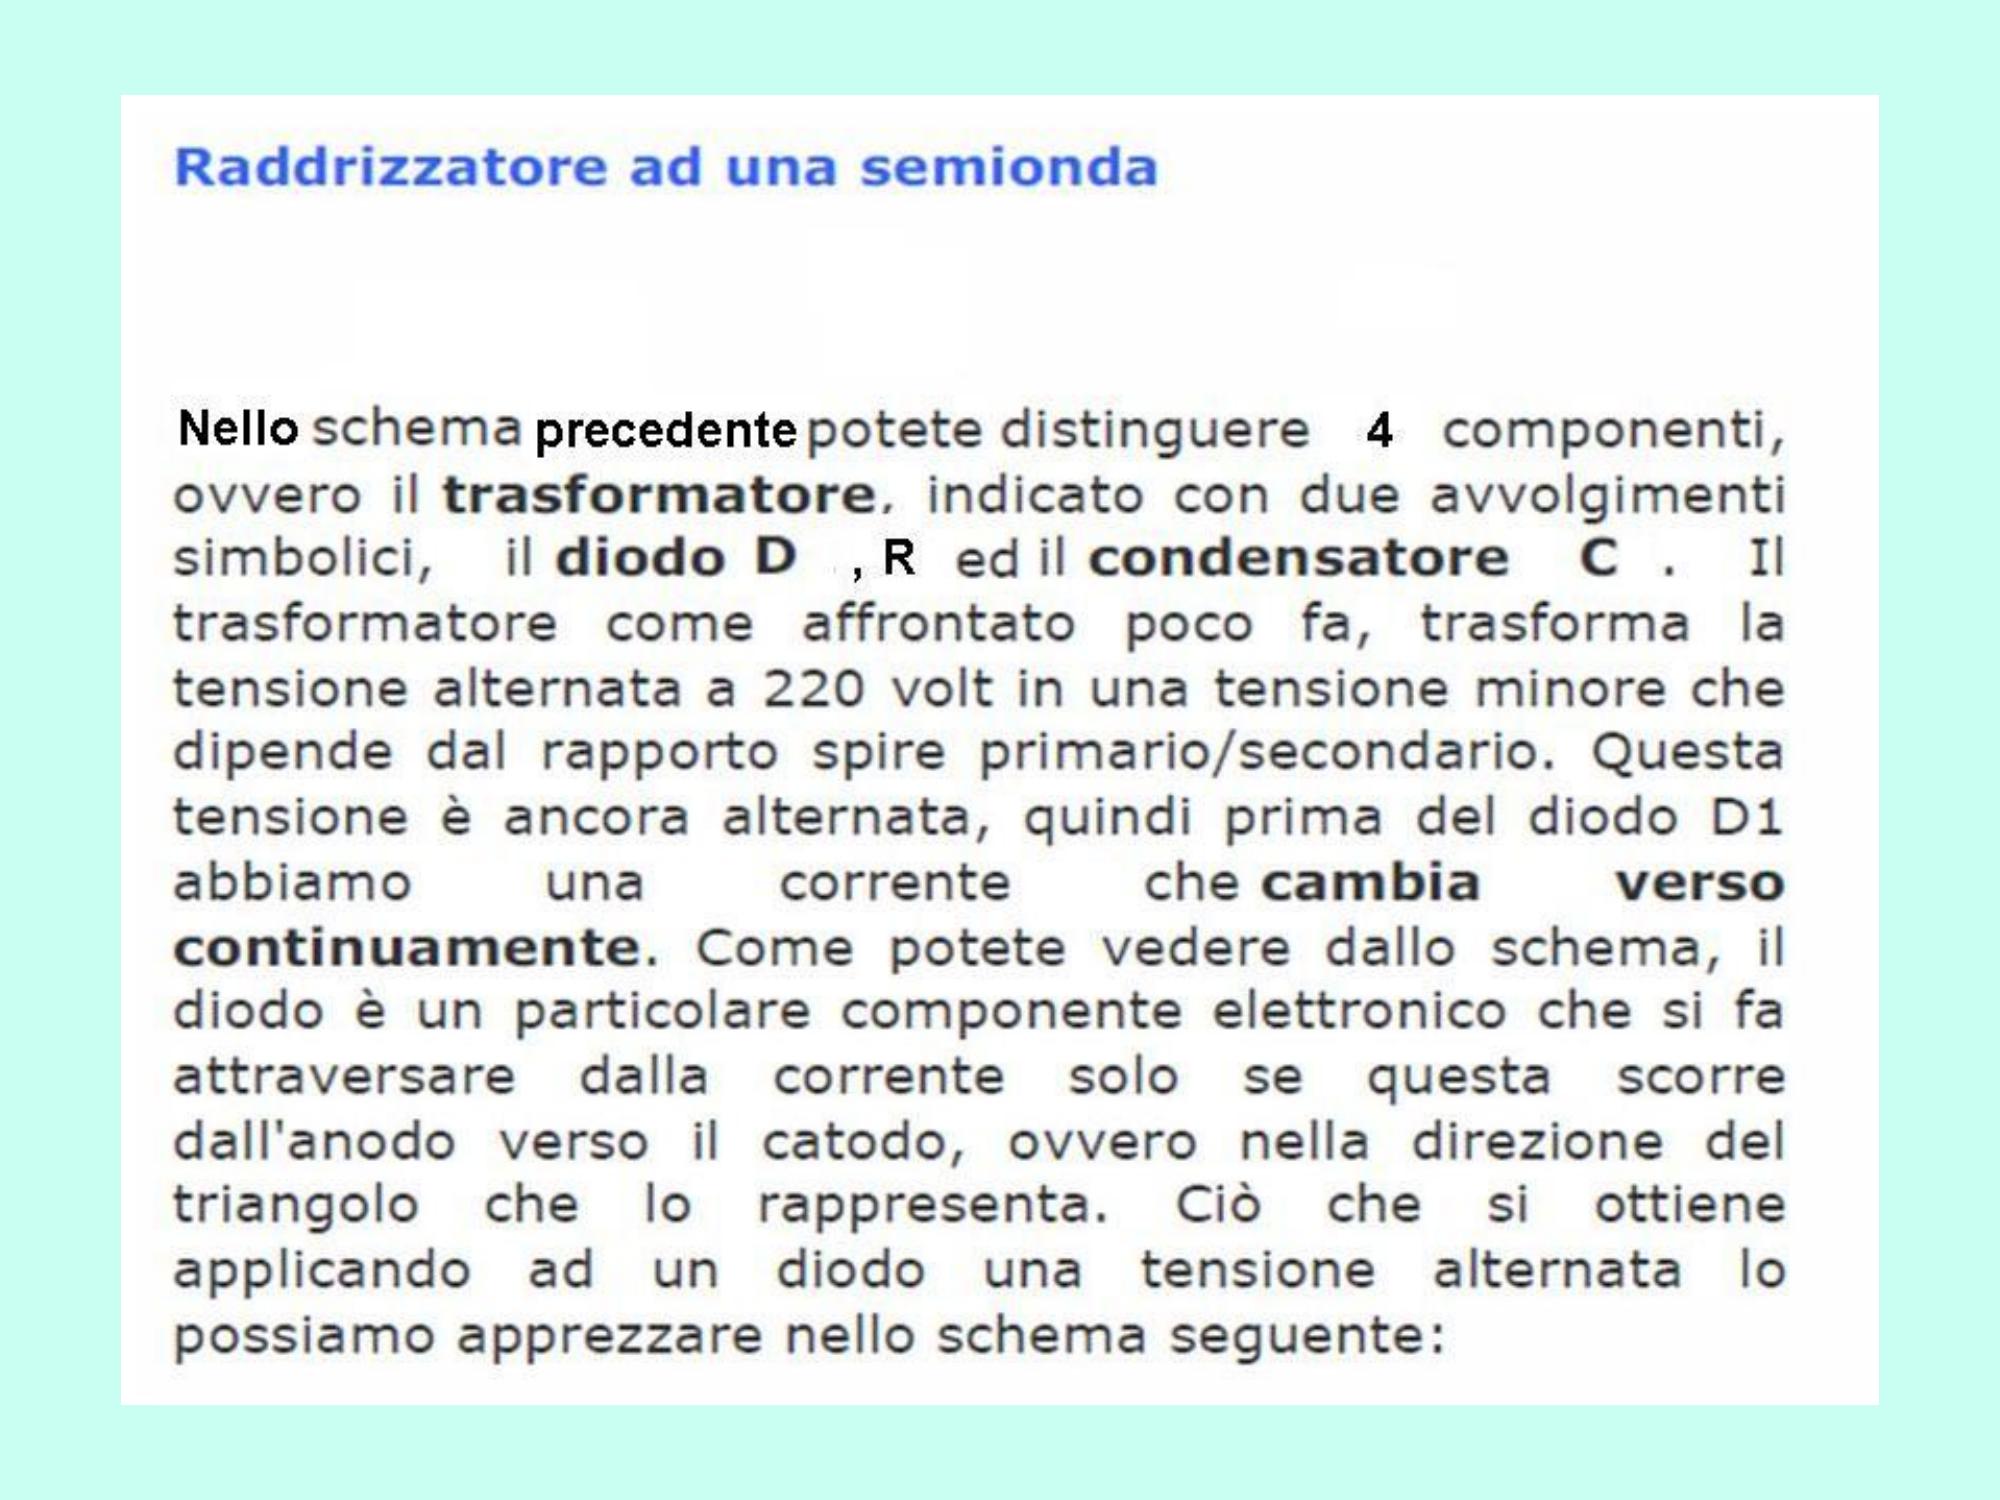 Raddrizzatore ad una semionda
Nello schema precedente potete distinguere 4 componenti,
ovvero il trasformatore, indicato con due avvolgimenti
simbolici, il diodo D , R ed il condensatore C . Il
trasformatore come affrontato poco fa, trasforma la
tensione alternata a 220 volt in una tensione minore che
dipende dal rapporto spire primario/secondario. Questa
tensione è ancora alternata, quindi prima del diodo D1
abbiamo una corrente che cambia verso
continuamente. Come potete vedere dallo schema, il
diodo è un particolare componente elettronico che si fa
attraversare dalla corrente solo se questa scorre
dall'anodo verso il catodo, ovvero nella direzione del
triangolo che lo rappresenta. Ciò che si ottiene
applicando ad un diodo una tensione alternata lo
possiamo apprezzare nello schema seguente: